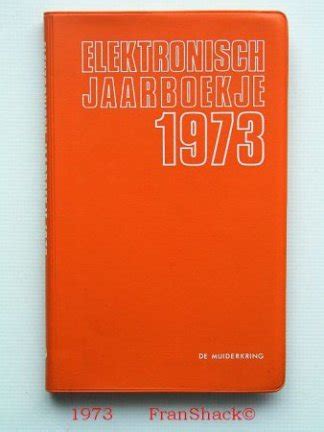 ELEKTRONISCH
JAARBOEKJE
1973
DE MUIDERKRING
1973 FranShack©